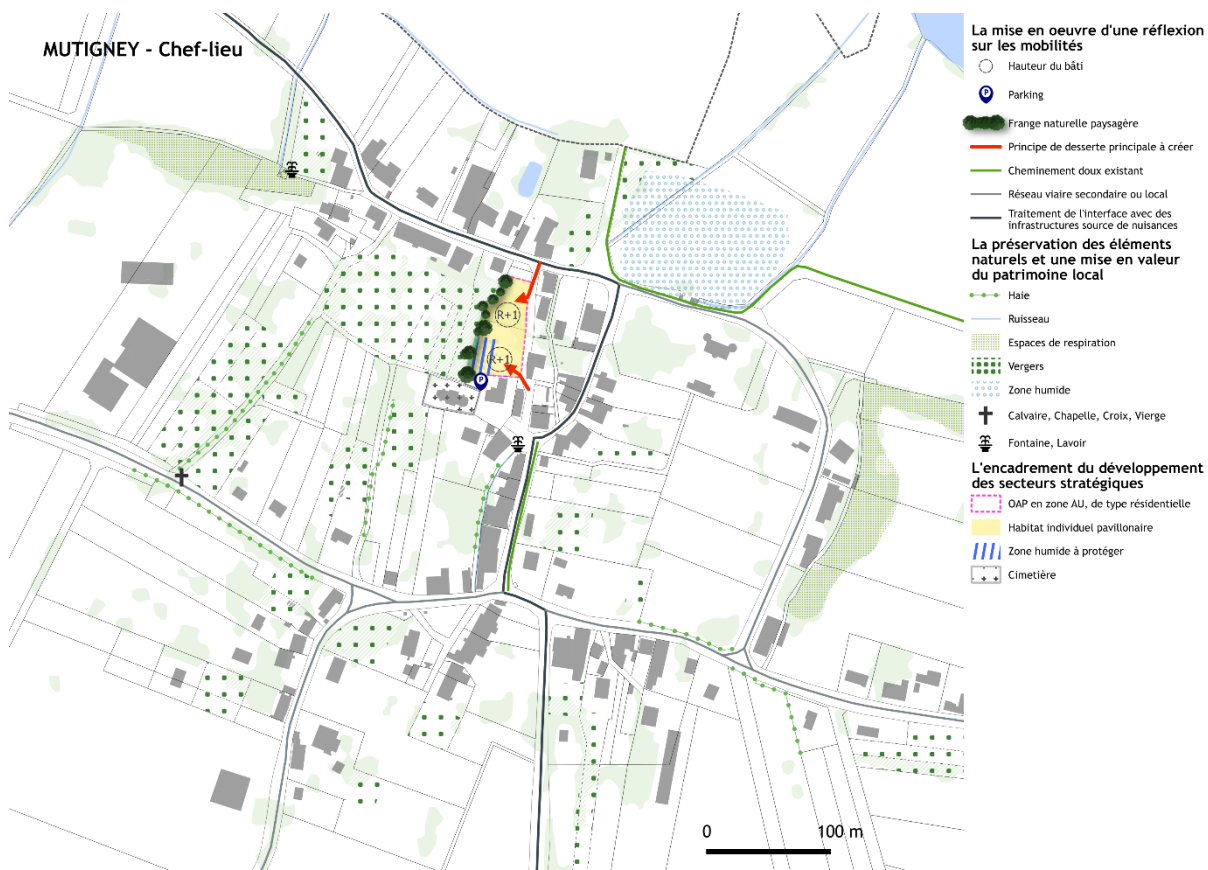 MUTIGNEY - Chef-lieu
La mise en oeuvre d'une réflexion
sur les mobilités
Hauteur du bâti
P
Parking
Frange naturelle paysagère
Principe de desserte principale à créer
Cheminement doux existant
Réseau viaire secondaire ou local
Traitement de l'interface avec des
infrastructures source de nuisances
La préservation des éléments
naturels et une mise en valeur
du patrimoine local
Haie
Ruisseau
Espaces de respiration
Vergers
Zone humide
Calvaire, Chapelle, Croix, Vierge
Fontaine, Lavoir
L'encadrement du développement
des secteurs stratégiques
OAP en zone AU, de type résidentielle
Habitat individuel pavillonaire
Zone humide à protéger
Cimetière
R+1
R+1
P
0 100 m